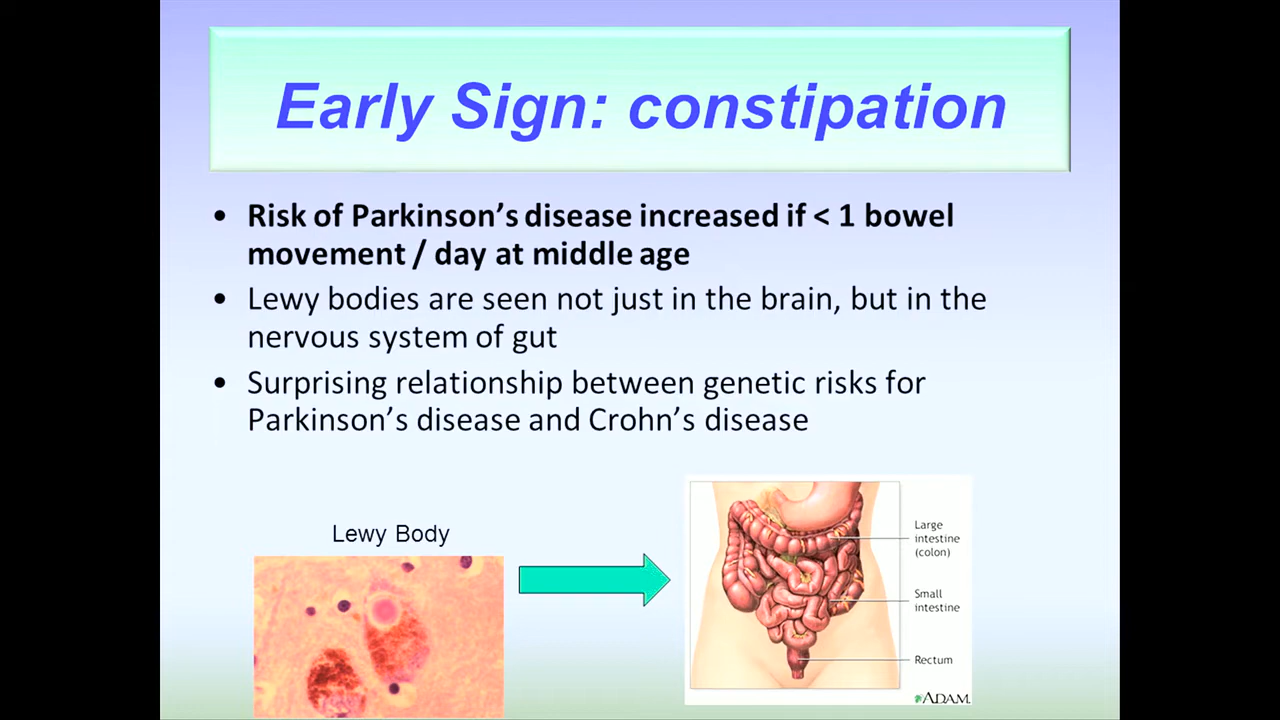 Early Sign: constipation
• Risk of Parkinson’s disease increased if < 1 bowel
movement / day at middle age
• Lewy bodies are seen not just in the brain, but in the
nervous system of gut
• Surprising relationship between genetic risks for
Parkinson’s disease and Crohn’s disease
Lewy Body
Large
intestine
(colon)
Small
intestine
Rectum
ADAM.